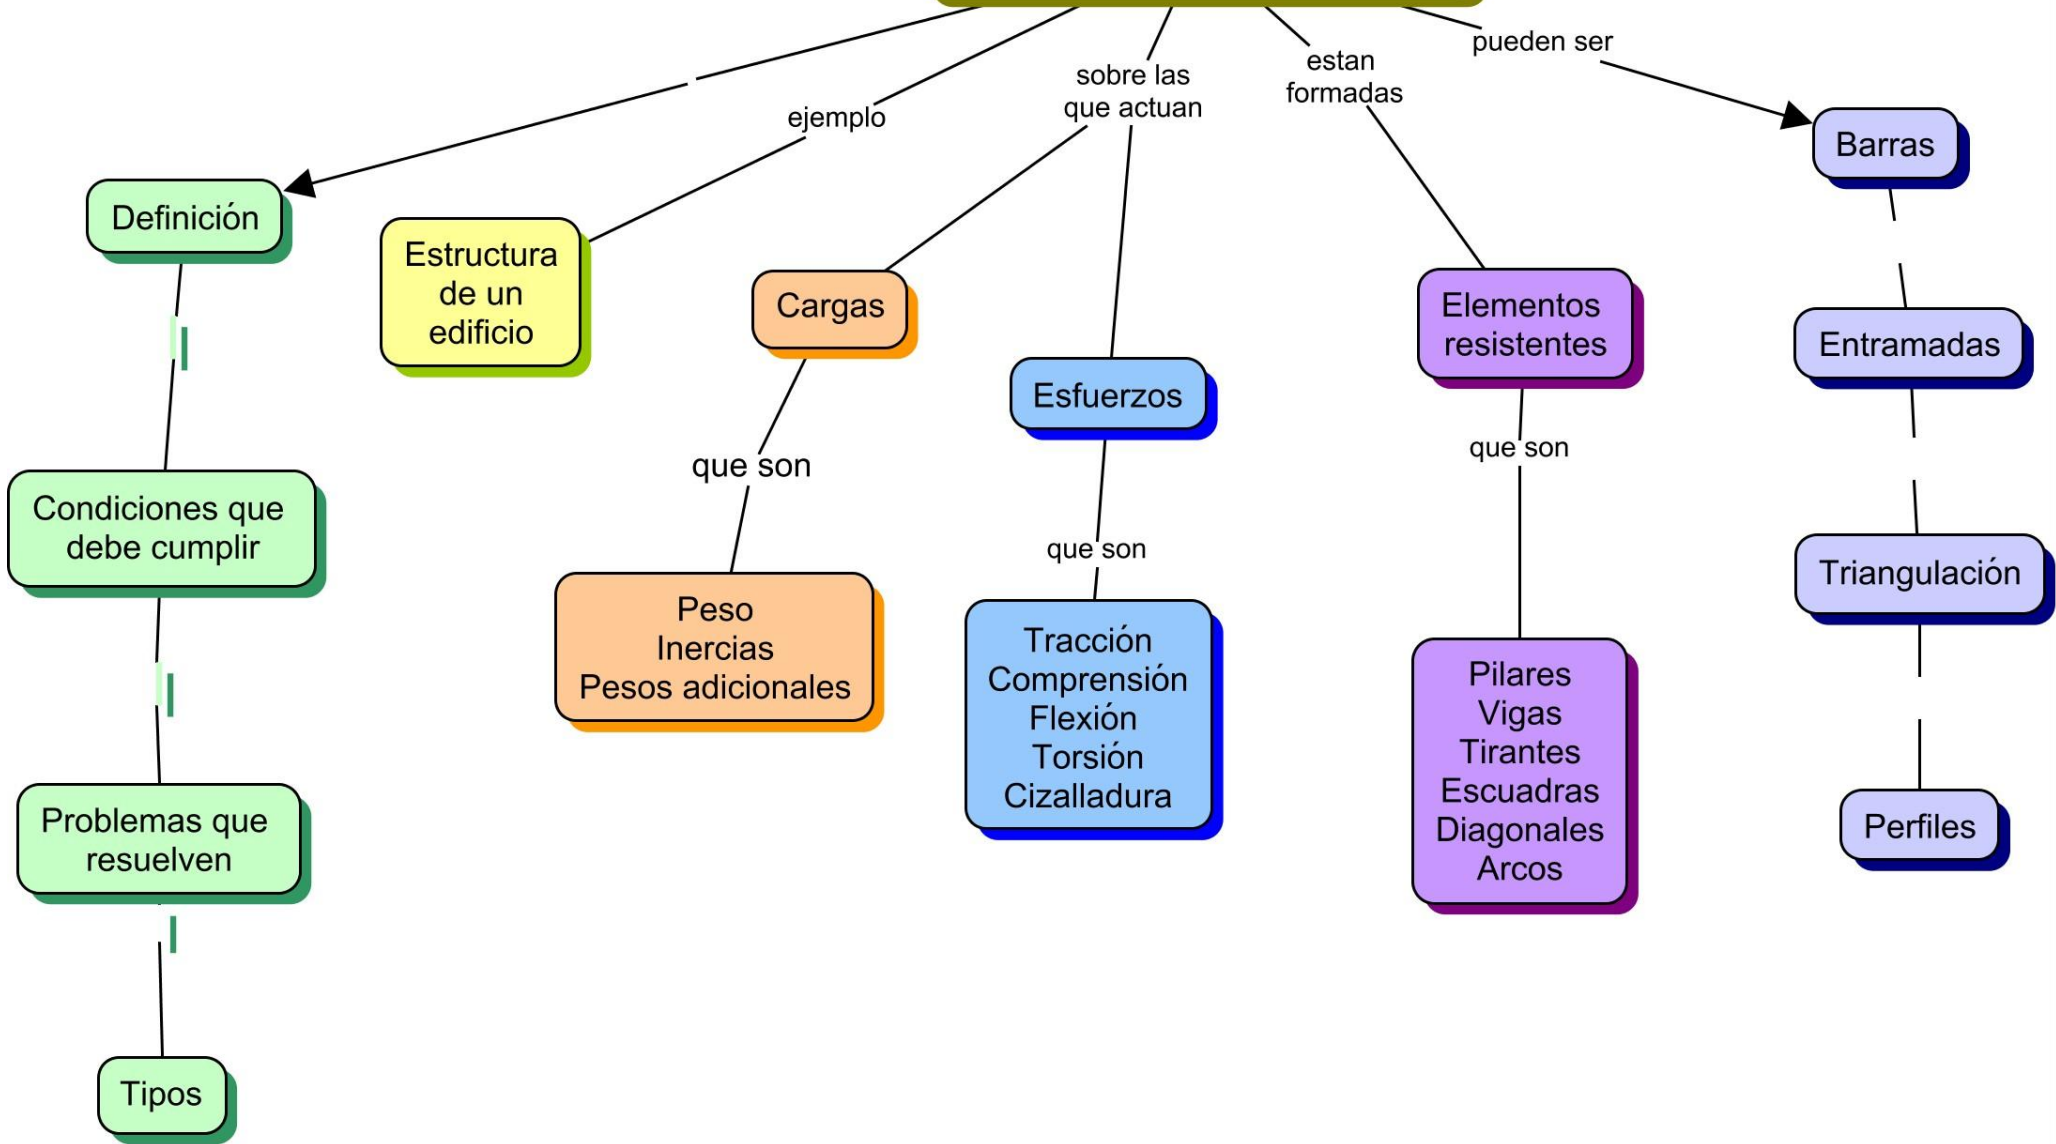 pueden ser
estan
formadas
sobre las
que actuan
ejemplo
Barras
Definición
Estructura
de un
edificio
Cargas
Elementos
resistentes
Entramadas
Esfuerzos
que son
que son
Condiciones que
debe cumplir
que son
Triangulación
Peso
Inercias
Pesos adicionales
Tracción
Comprensión
Flexión
Torsión
Cizalladura
Pilares
Vigas
Tirantes
Escuadras
Diagonales
Arcos
Problemas que
resuelven
Perfiles
Tipos